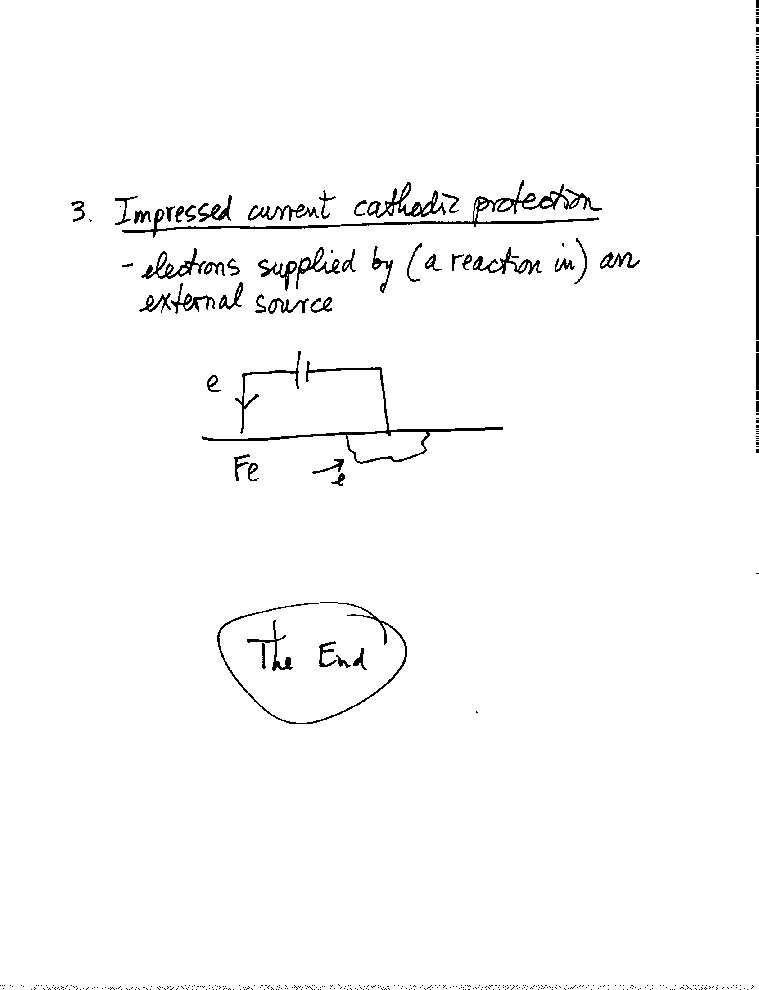 3. Impressed current cathodic protection
- electrons supplied by (a reaction in) an
external source
e
Fe
e
The End